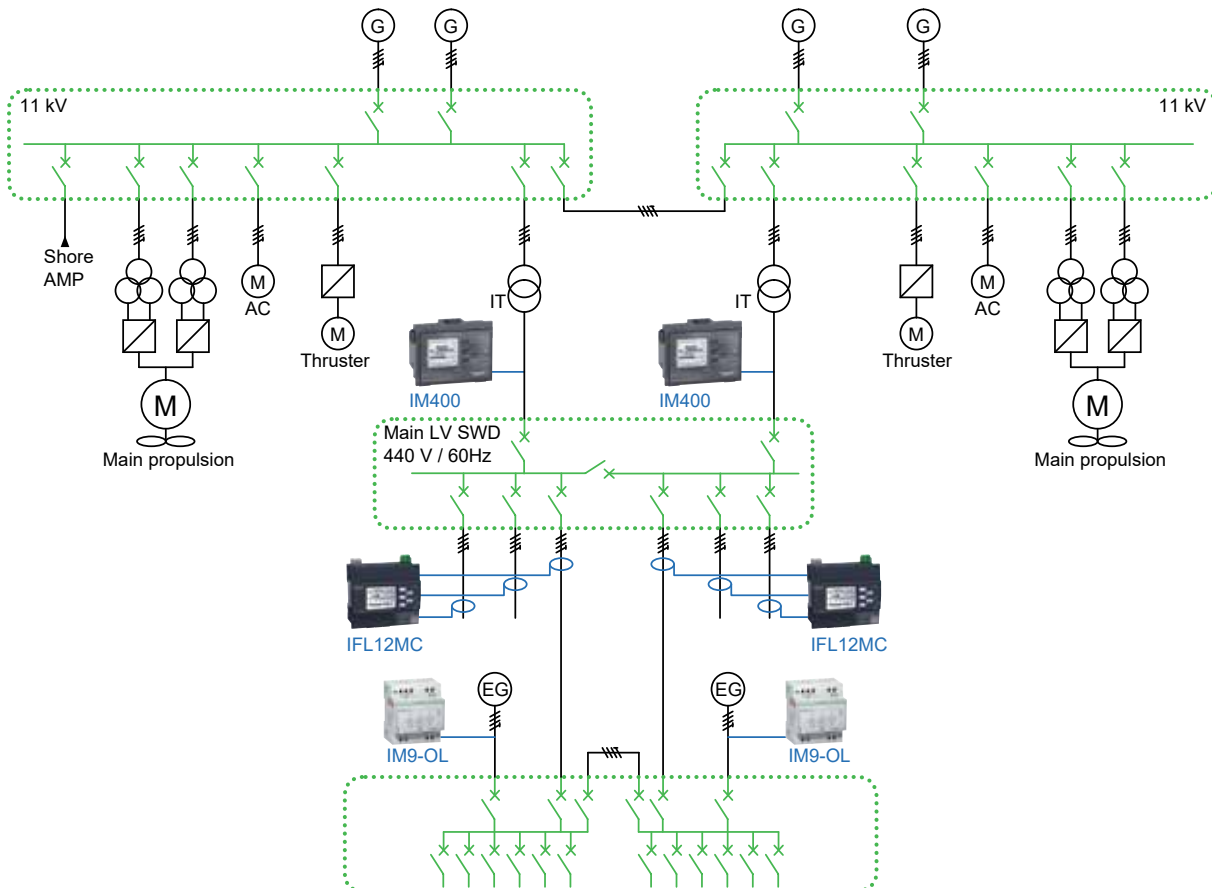 G
G
G
G
11 kV
11 kV
Shore
AMP
M
AC
M
Thruster
IT
IT
M
Thruster
M
AC
M
Main propulsion
M
Main propulsion
IM400
IM400
Main LV SWD
440 V / 60Hz
IFL12MC
IFL12MC
EG
EG
IM9-OL
IM9-OL